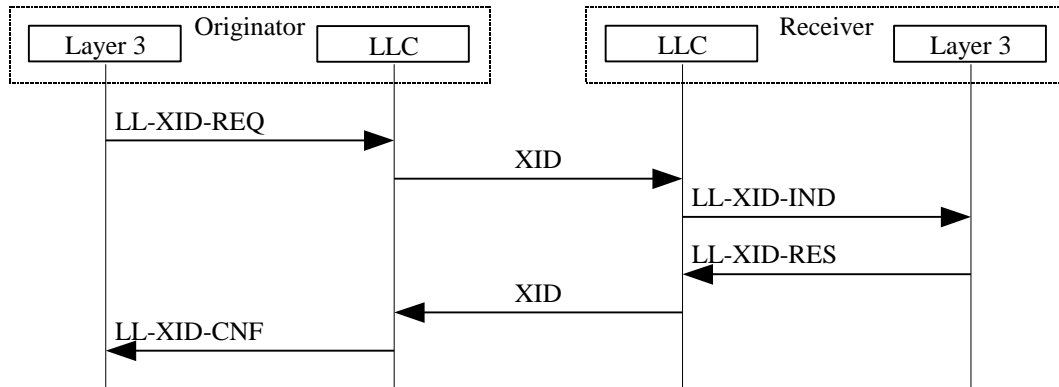 Originator
Receiver
Layer 3
LLC
LLC
Layer 3
LL-XID-REQ
XID
LL-XID-IND
LL-XID-RES
XID
LL-XID-CNF